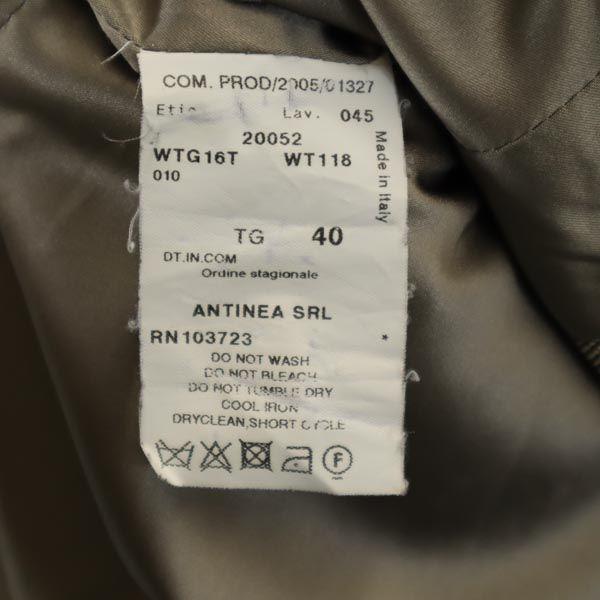 COM. PROD/2005/01327
Lav. 045
20052
WTG16T WT118
010
Made in Italy
TG 40
DT.IN.COM
Ordine stagionale
ANTINEA SRL
RN103723 *
DO NOT WASH
DO NOT BLEACH
DO NOT TUMBLE DRY
COOL IRON
DRYCLEAN,SHORT CYCLE
F